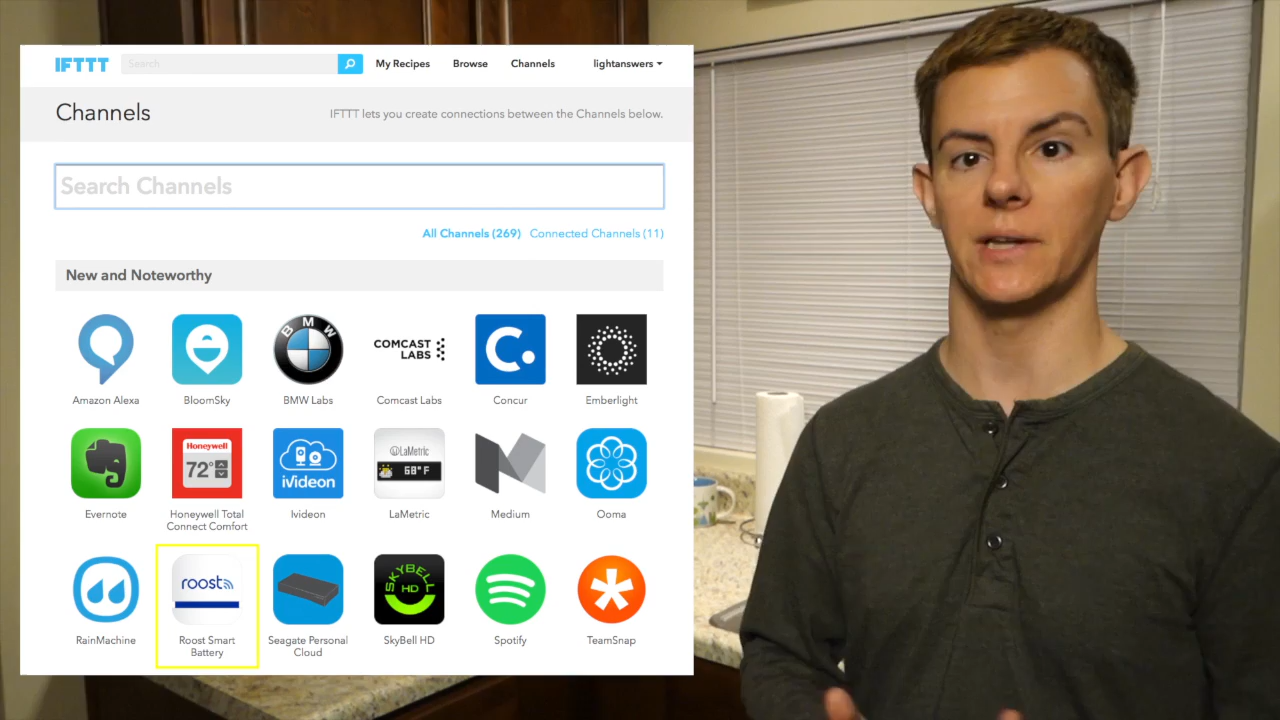 IFTTT Search My Recipes Browse Channels lightanswers
Channels IFTTT lets you create connections between the Channels below.
Search Channels
All Channels (269) Connected Channels (11)
New and Noteworthy
BMW
COMCAST
LABS
C.
Amazon Alexa BloomSky BMW Labs Comcast Labs Concur Emberlight
Honeywell
72°
ivideon
LaMetric
68°F
Evernote Honeywell Total Connect Comfort Ivideon LaMetric Medium Ooma
roost
SKYBELL
HD
RainMachine Roost Smart Battery Seagate Personal Cloud SkyBell HD Spotify TeamSnap